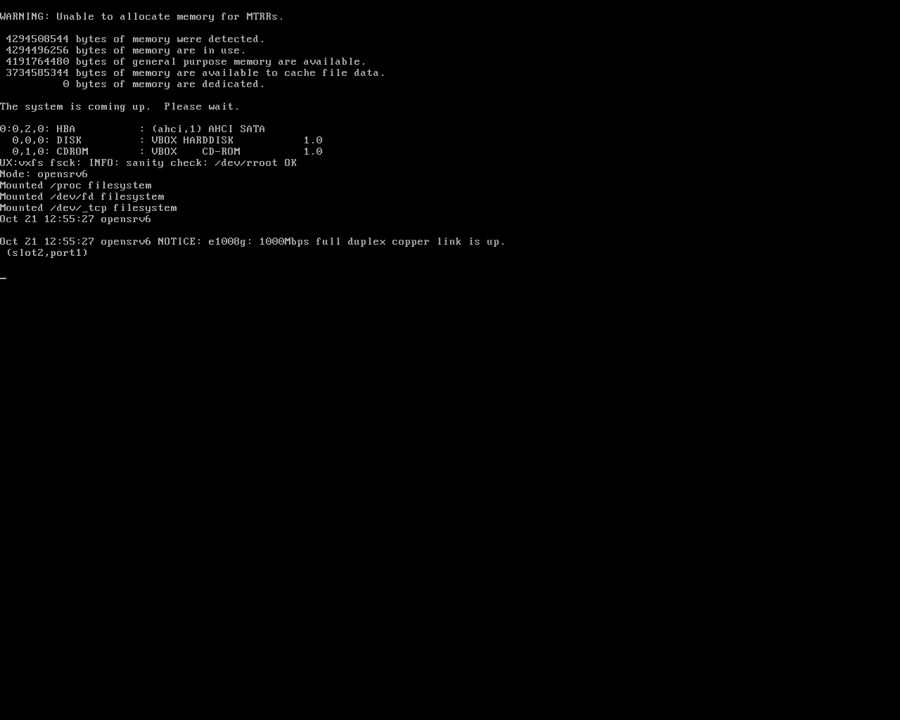 WARNING: Unable to allocate memory for MTRRs.
4294508544 bytes of memory were detected.
4294496256 bytes of memory are in use.
4191764480 bytes of general purpose memory are available.
3734585344 bytes of memory are available to cache file data.
0 bytes of memory are dedicated.
The system is coming up.  Please wait.
0:0,2,0: HBA        : (ahci,1) AHCI SATA
  0,0,0: DISK       : VBOX HARDDISK          1.0
  0,1,0: CDROM      : VBOX    CD-ROM         1.0
UX:vxfs fsck: INFO: sanity check: /dev/rroot OK
Node: opensrv6
Mounted /proc filesystem
Mounted /dev/fd filesystem
Mounted /dev/_tcp filesystem
Oct 21 12:55:27 opensrv6
Oct 21 12:55:27 opensrv6 NOTICE: e1008g: 1000Mbps full duplex copper link is up.
 (slot2,port1)
_